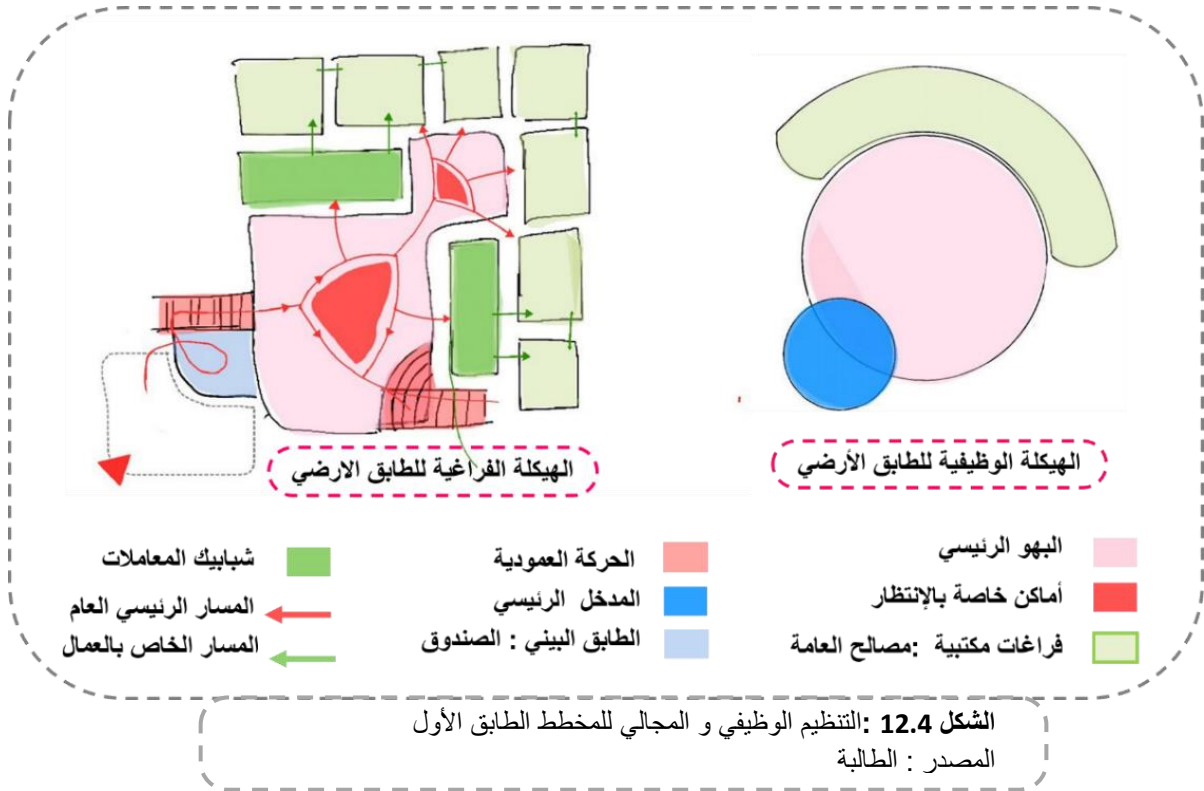 الهيكلة الوظيفية للطابق الأرضي
الهيكلة الفراغية للطابق الارضي
البهو الرئيسي
أماكن خاصة بالإنتظار
فراغات مكتبية :مصالح العامة
الحركة العمودية
المدخل الرئيسي
الطابق البيني : الصندوق
شبابيك المعاملات
المسار الرئيسي العام
المسار الخاص بالعمال
الشكل 12.4 :التنظيم الوظيفي و المجالي للمخطط الطابق الأول
المصدر : الطالبة